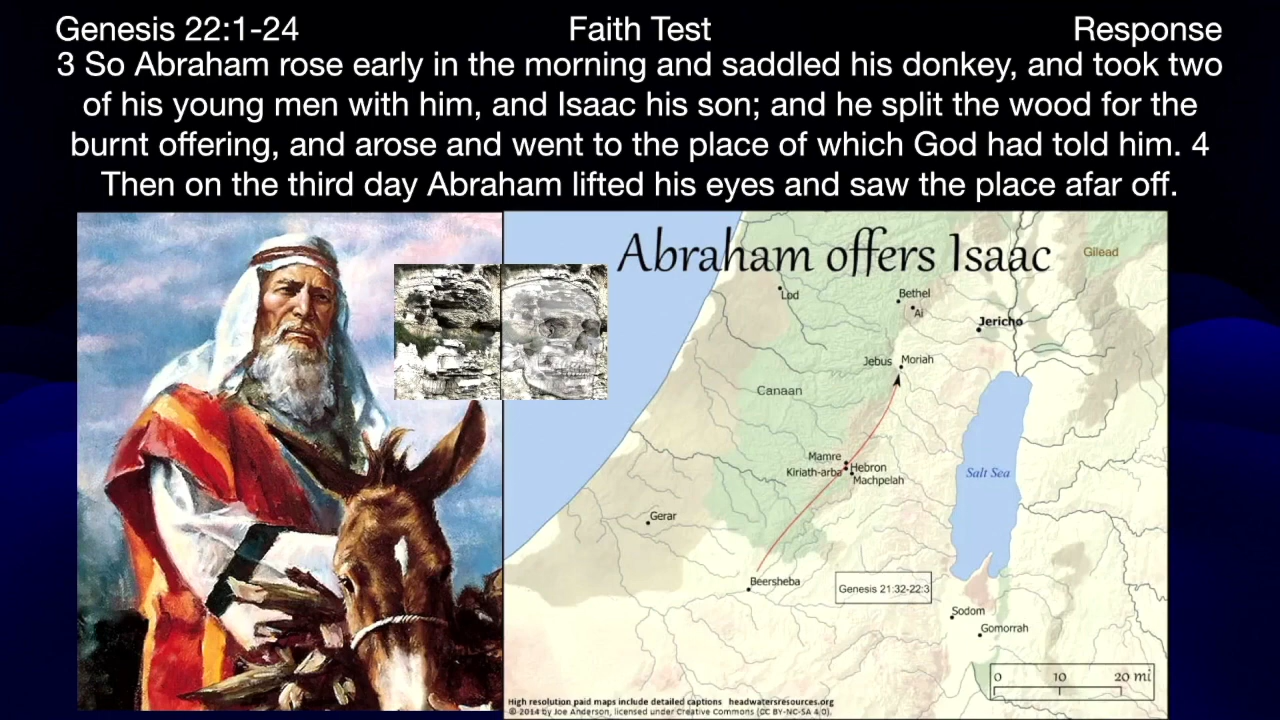 Genesis 22:1-24 Faith Test Response
3 So Abraham rose early in the morning and saddled his donkey, and took two
of his young men with him, and Isaac his son; and he split the wood for the
burnt offering, and arose and went to the place of which God had told him. 4
Then on the third day Abraham lifted his eyes and saw the place afar off.
Abraham offers Isaac
Gilead
Lod
Bethel
Ai
Jericho
Jebus Moriah
Canaan
Mamre
Kiriath-arba Hebron
Machpelah
Salt Sea
Gerar
Beersheba
Genesis 21:32-22:3
Sodom
Gomorrah
0 10 20 mi
High resolution paid maps include detailed captions headwatersresources.org
© 2014 by Joe Anderson, licensed under Creative Commons (CC BY-NC-SA 4.0).